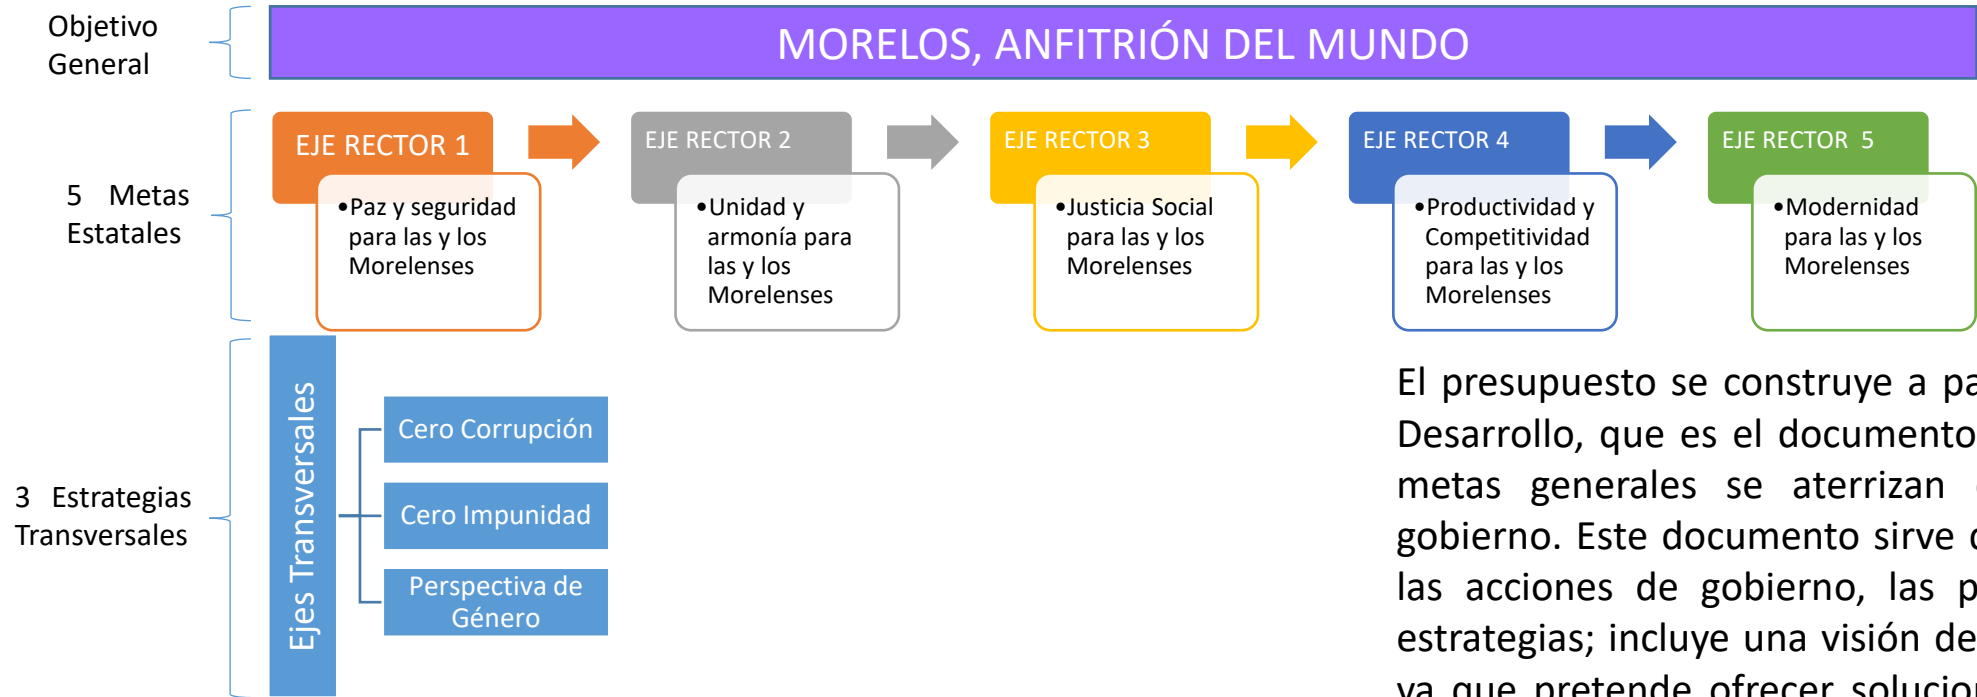 Objetivo
General
MORELOS, ANFITRIÓN DEL MUNDO
5 Metas
Estatales
EJE RECTOR 1
•Paz y seguridad
para las y los
Morelenses
EJE RECTOR 2
•Unidad y
armonía para
las y los
Morelenses
EJE RECTOR 3
•Justicia Social
para las y los
Morelenses
EJE RECTOR 4
•Productividad y
Competitividad
para las y los
Morelenses
EJE RECTOR 5
•Modernidad
para las y los
Morelenses
3 Estrategias
Transversales
Ejes Transversales
Cero Corrupción
Cero Impunidad
Perspectiva de
Género
El presupuesto se construye a
Desarrollo, que es el documento
metas generales se aterrizan
gobierno. Este documento sirve
las acciones de gobierno, las
estrategias; incluye una visión de
ya que pretende ofrecer